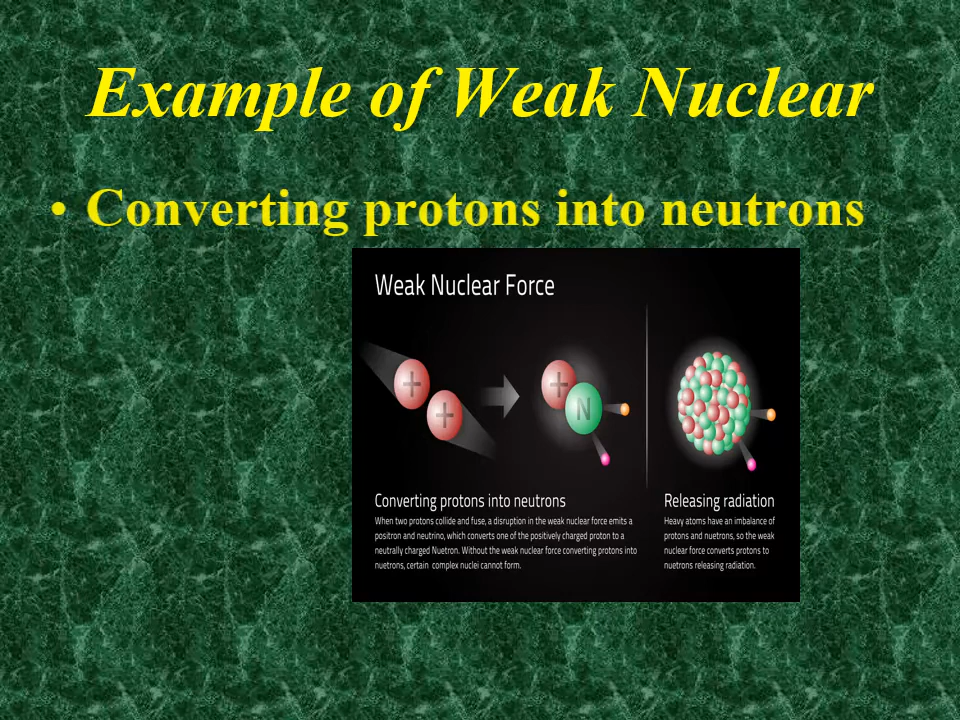 Example of Weak Nuclear
• Converting protons into neutrons
Weak Nuclear Force
+
+
+
N
Converting protons into neutrons
When two protons collide and fuse, a disruption in the weak nuclear force emits a
positron and neutrino, which converts one of the positively charged proton to a
neutrally charged Nuetron. Without the weak nuclear force converting protons into
nuetrons, certain complex nuclei cannot form.
Releasing radiation
Heavy atoms have an imbalance of
protons and nuetrons, so the weak
nuclear force converts protons to
nuetrons releasing radiation.